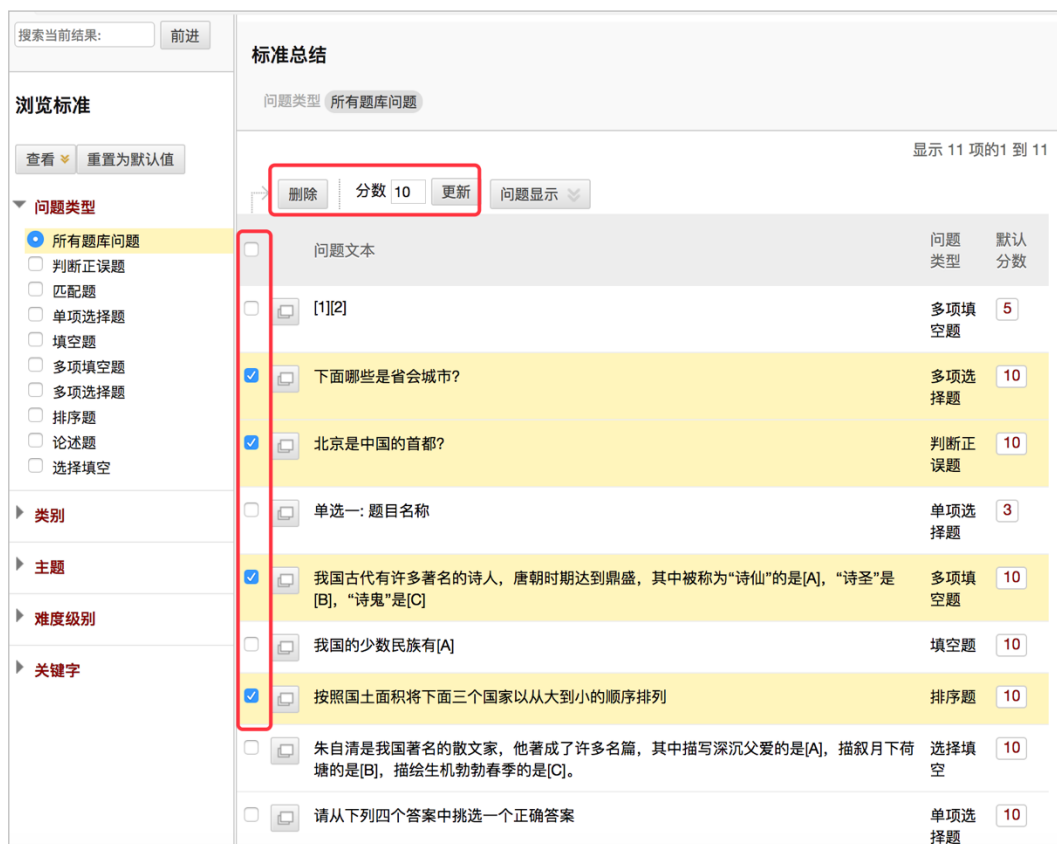 搜索当前结果:
前进
浏览标准
查看
重置为默认值
问题类型
所有题库问题
判断正误题
匹配题
单项选择题
填空题
多项填空题
多项选择题
排序题
论述题
选择填空
类别
主题
难度级别
关键字
标准总结
问题类型 所有题库问题
显示 11 项的1 到 11
删除 分数 10 更新 问题显示
问题文本 问题 默认
类型 分数
[1][2] 多项填 5
空题
下面哪些是省会城市? 多项选 10
择题
北京是中国的首都? 判断正 10
误题
单选一: 题目名称 单项选 3
择题
我国古代有许多著名的诗人，唐朝时期达到鼎盛，其中被称为“诗仙”的是[A]，“诗圣”是 多项填 10
[B]，“诗鬼”是[C] 空题
我国的少数民族有[A] 填空题 10
按照国土面积将下面三个国家以从大到小的顺序排列 排序题 10
朱自清是我国著名的散文家，他著成了许多名篇，其中描写深沉父爱的是[A]，描叙月下荷 选择填 10
塘的是[B]，描绘生机勃勃春季的是[C]。 空
请从下列四个答案中挑选一个正确答案 单项选 10
择题